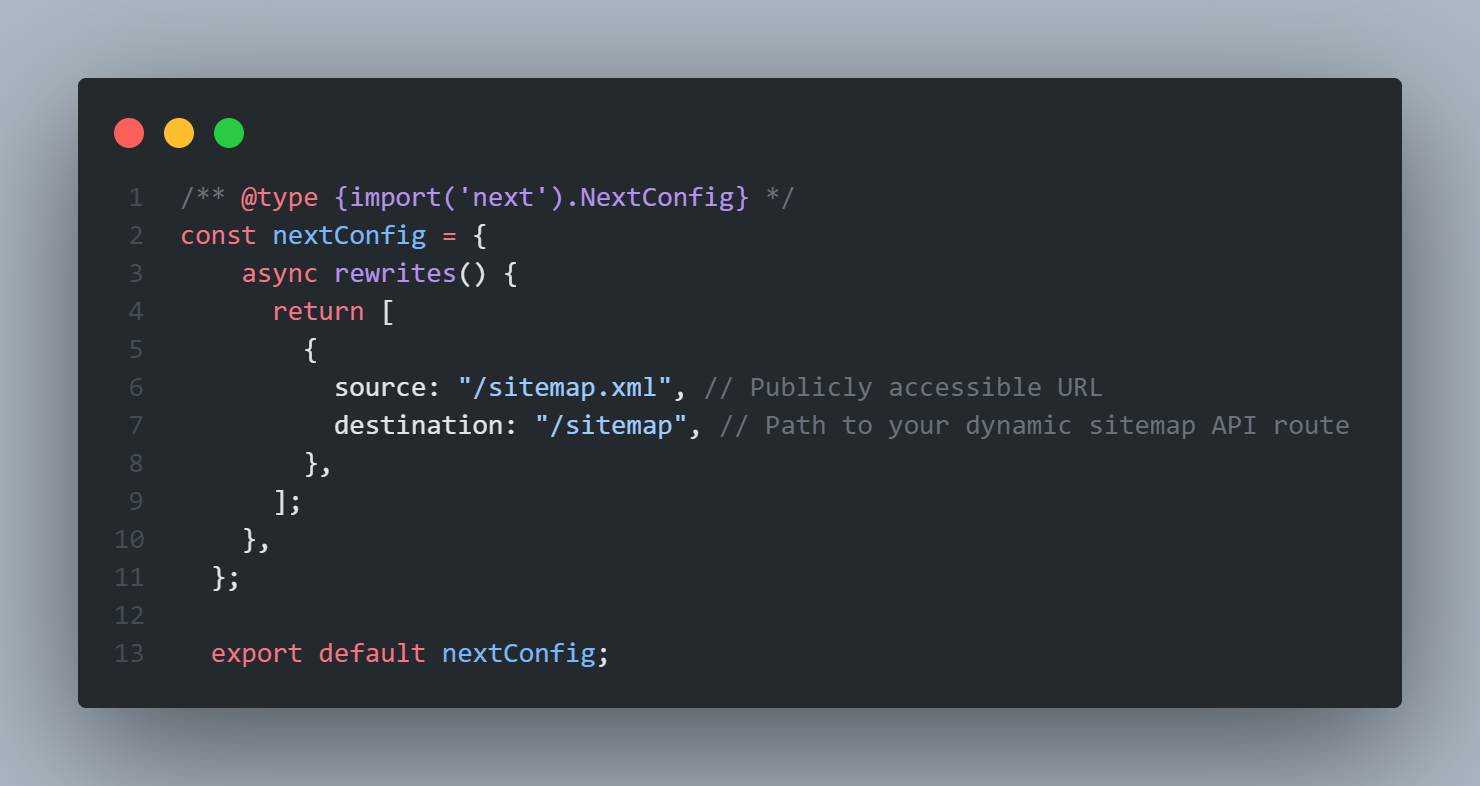 1 /** @type {import('next').NextConfig} */
2 const nextConfig = {
3     async rewrites() {
4       return [
5         {
6           source: "/sitemap.xml", // Publicly accessible URL
7           destination: "/sitemap", // Path to your dynamic sitemap API route
8         },
9       ];
10     },
11   };
12
13   export default nextConfig;